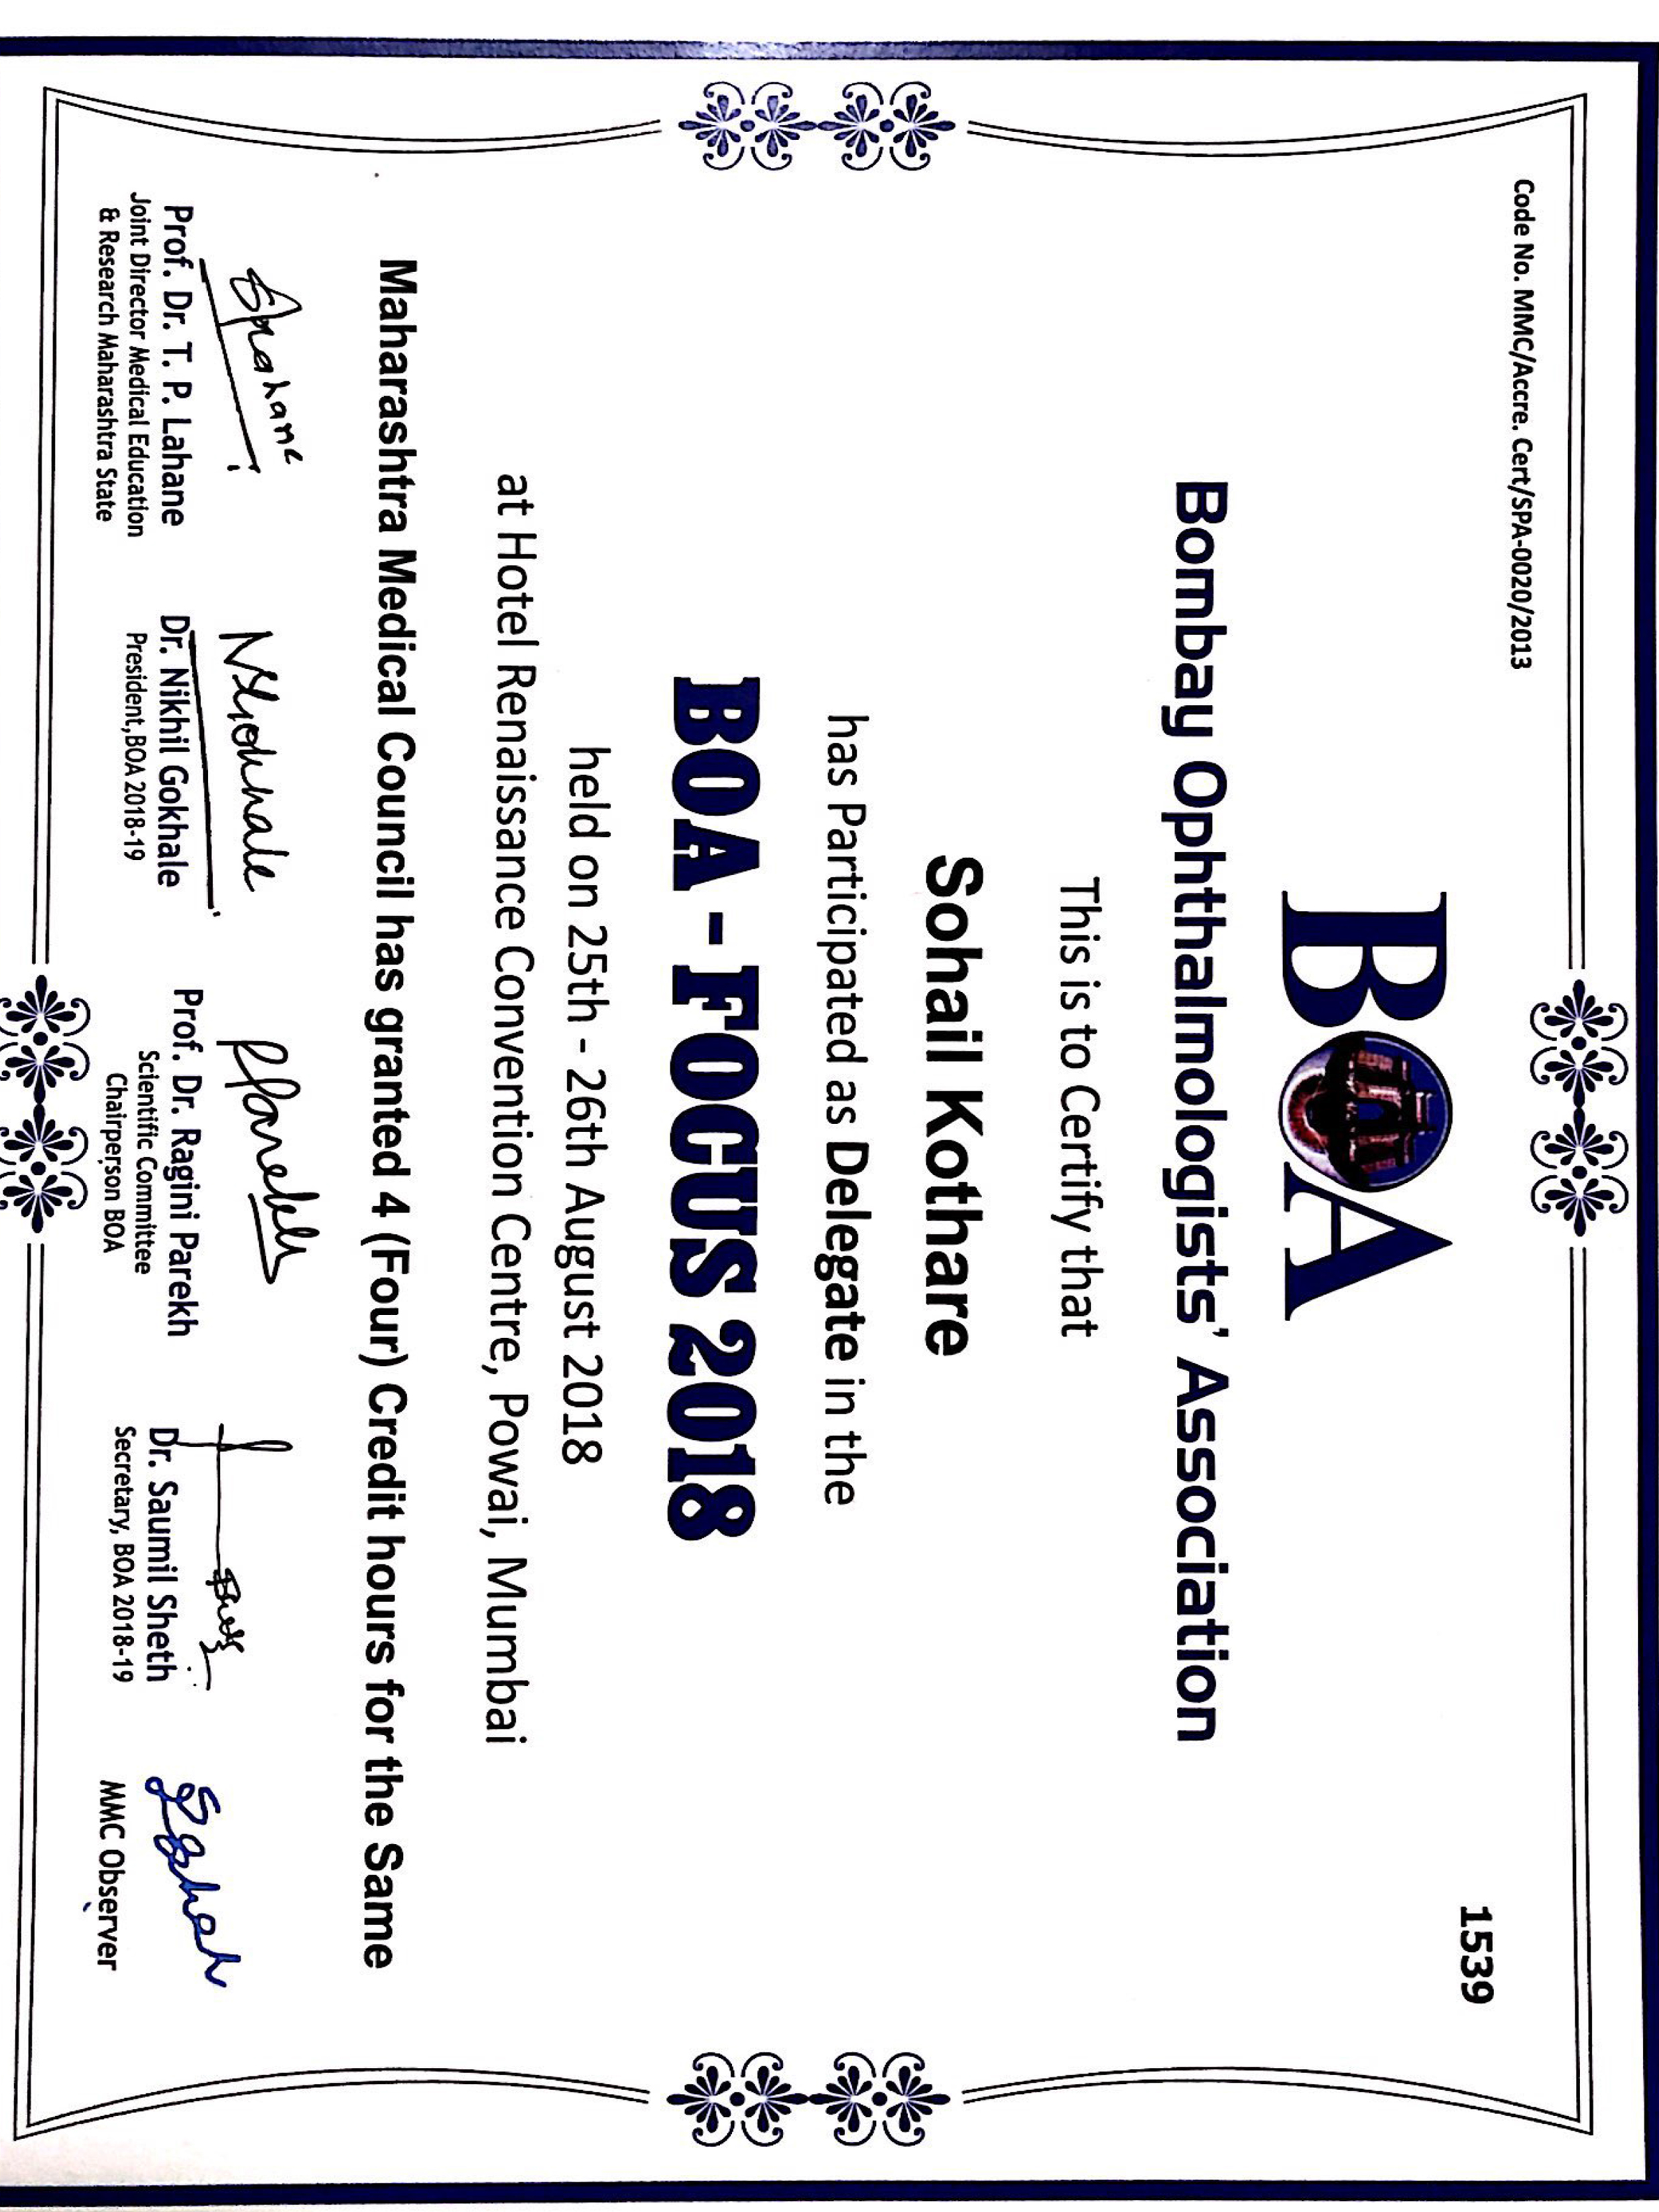 Code No. MMC/Accre. Cert/SPA-0020/2013
1539
BOA
Bombay Ophthalmologists' Association
This is to Certify that
Sohail Kothare
has Participated as Delegate in the
BOA - FOCUS 2018
held on 25th - 26th August 2018
at Hotel Renaissance Convention Centre, Powai, Mumbai
Maharashtra Medical Council has granted 4 (Four) Credit hours for the Same
Prof. Dr. T. P. Lahane
Joint Director Medical Education
& Research Maharashtra State
Dr. Nikhil Gokhale
President,BOA 2018-19
Prof. Dr. Ragini Parekh
Scientific Committee
Chairperson BOA
Dr. Saumil Sheth
Secretary, BOA 2018-19
MMC Observer